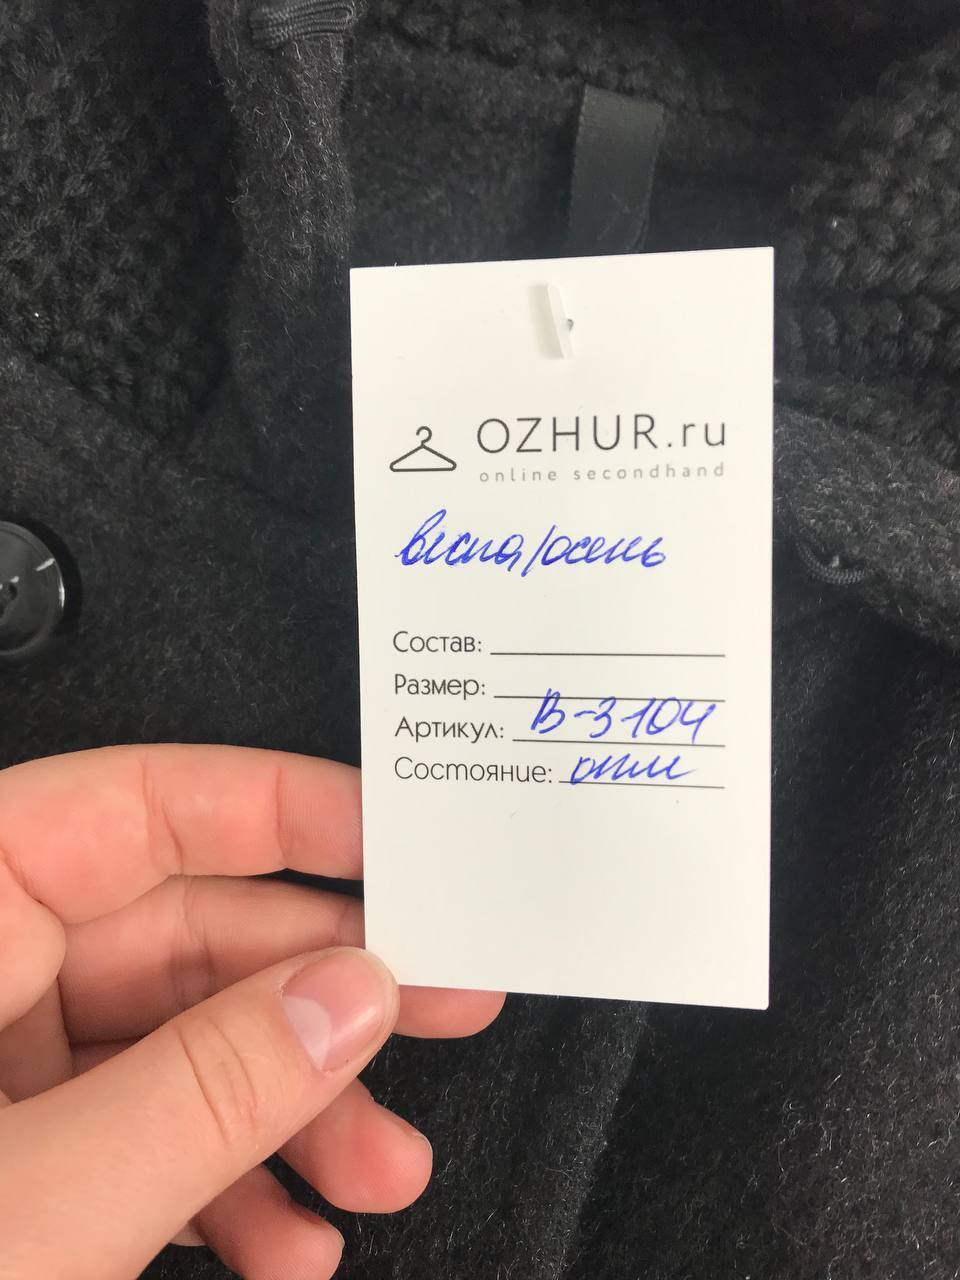 OZHUR.ru
online secondhand
весна/осень
Состав:
Размер:
Артикул: В-3104
Состояние: